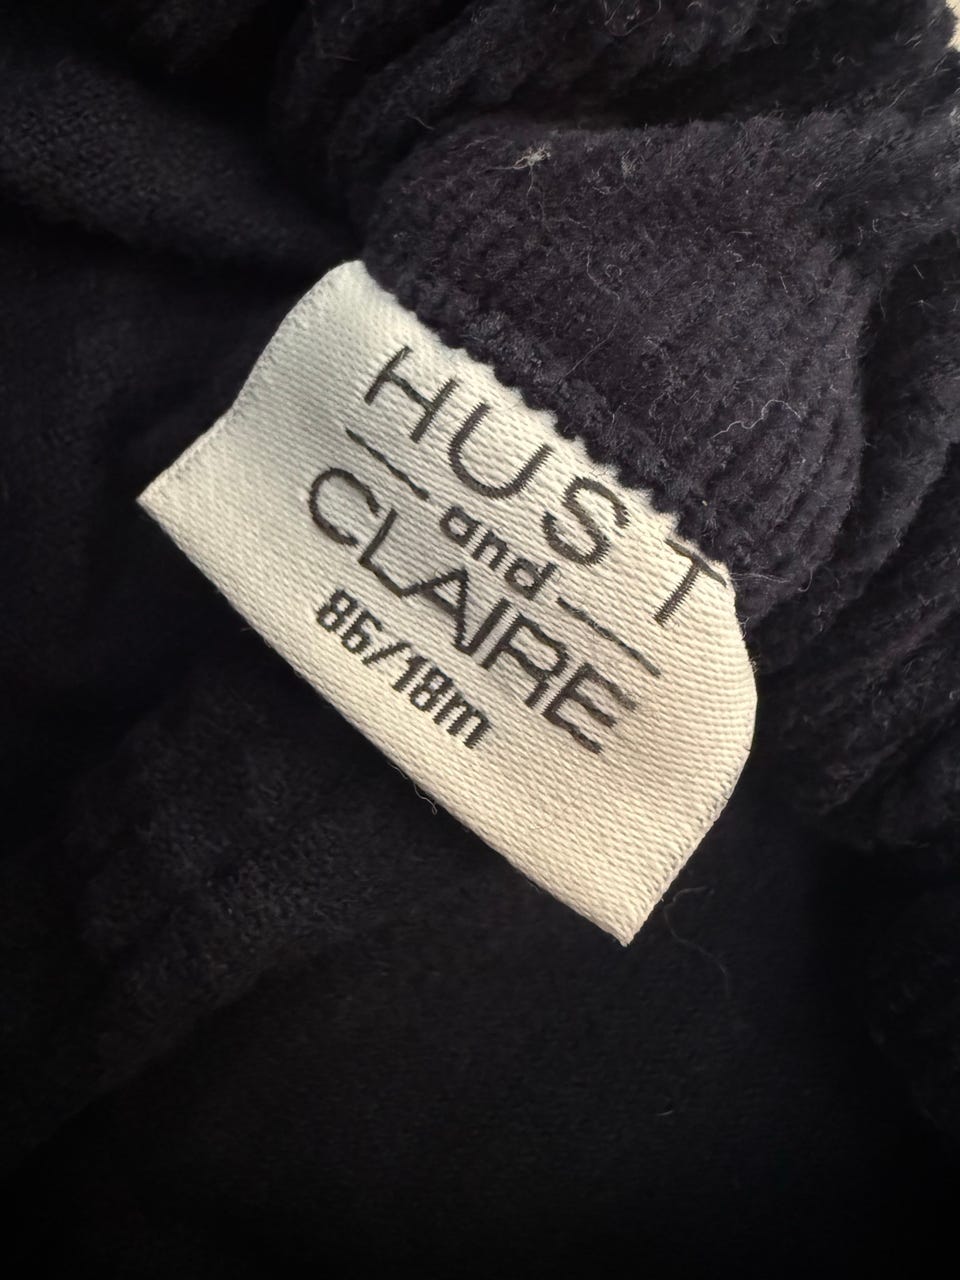 HUST
and
CLAIRE
86/18m